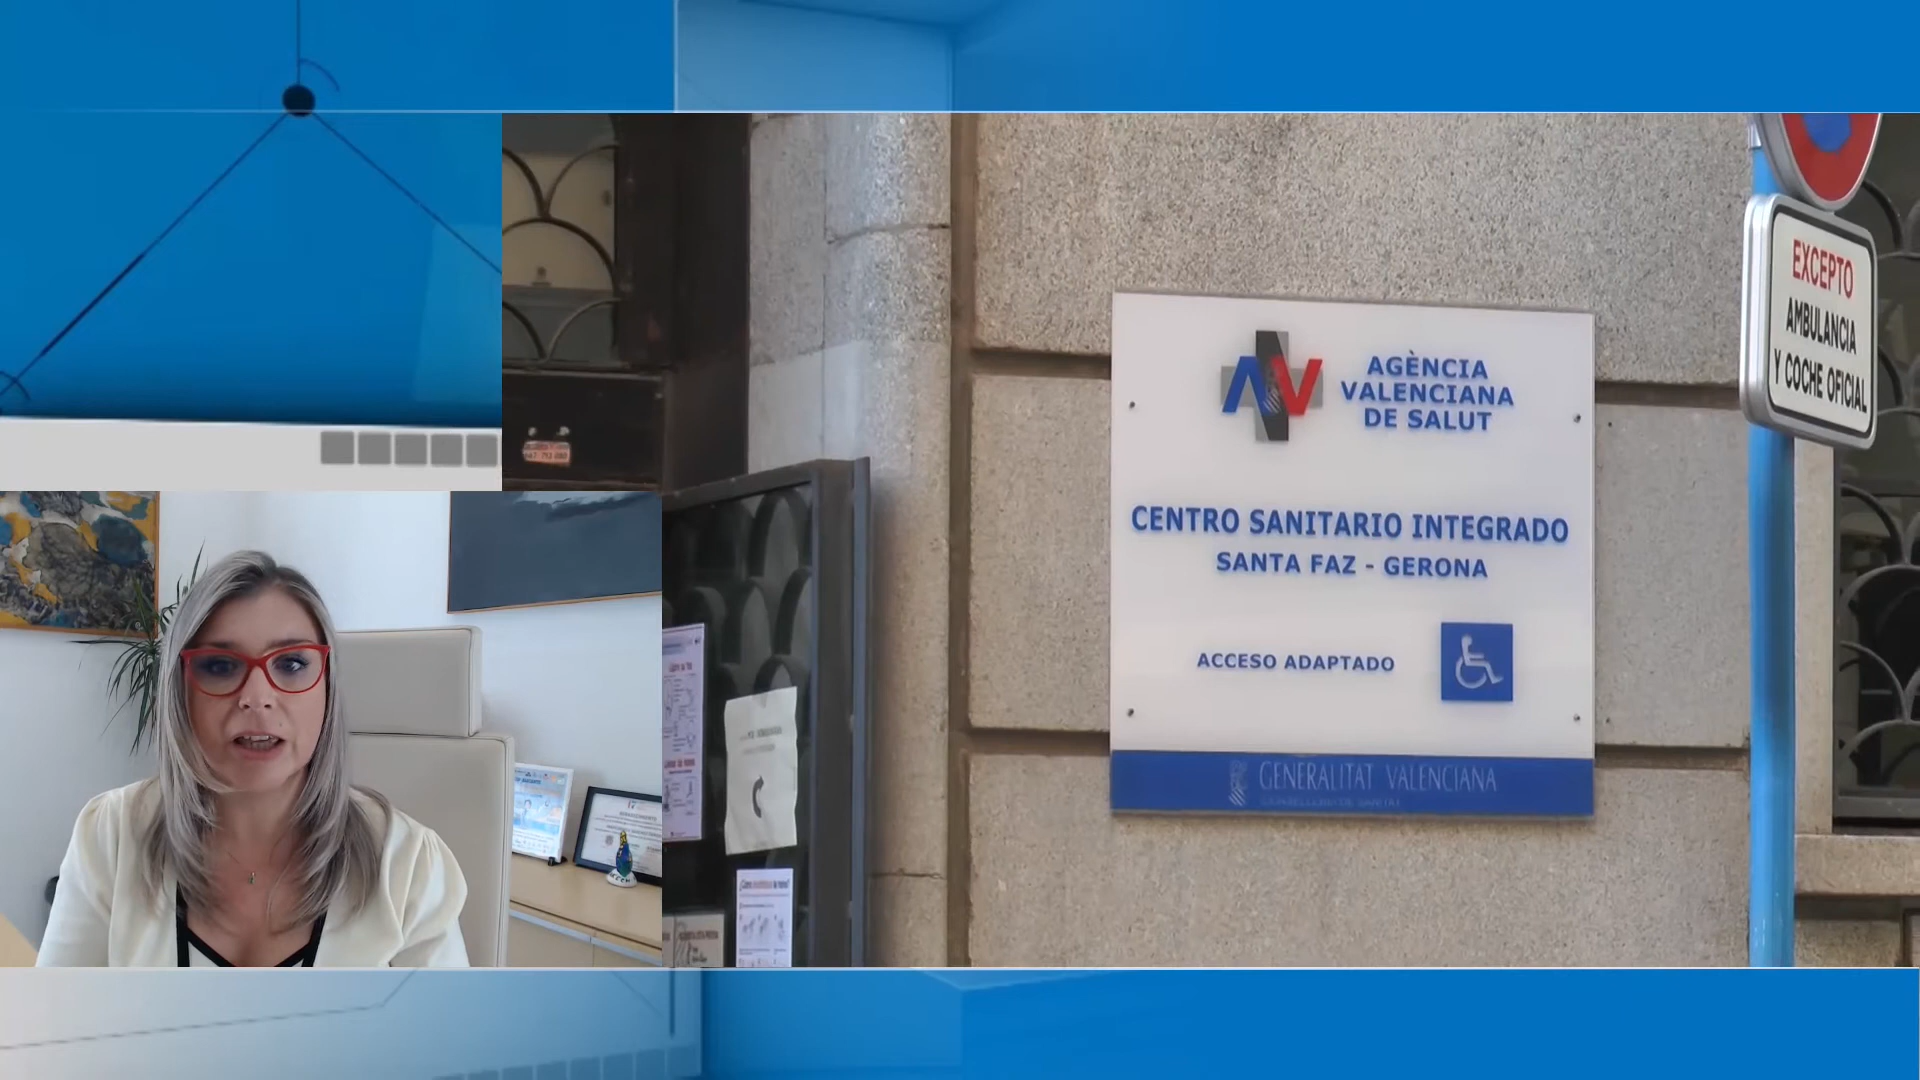 AGÈNCIA
VALENCIANA
DE SALUT
CENTRO SANITARIO INTEGRADO
SANTA FAZ - GERONA
ACCESO ADAPTADO
GENERALITAT VALENCIANA
EXCEPTO
AMBULANCIA
Y COCHE OFICIAL